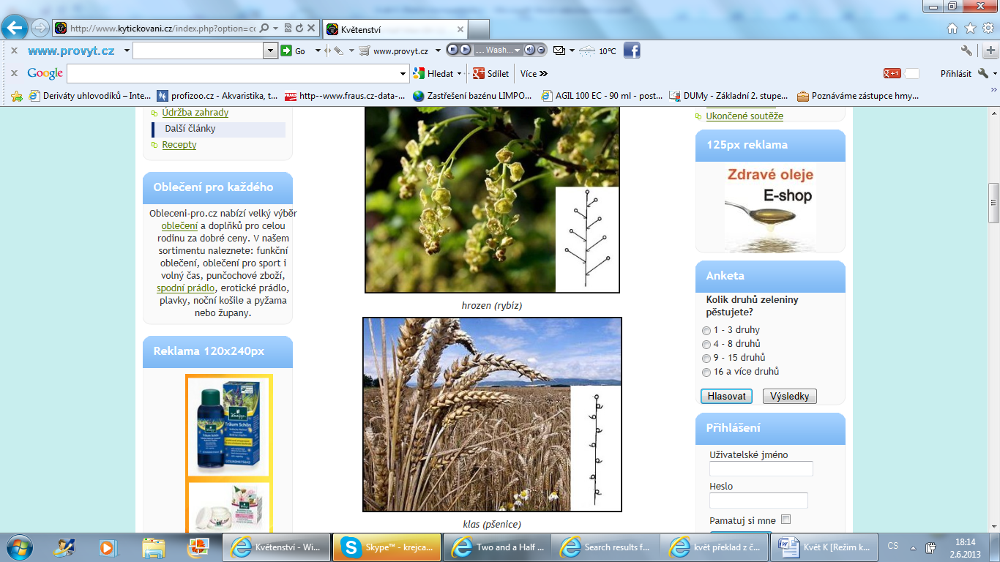 http://www.kytickovani.cz/index.php?option=cc
Květenství
www.provyt.cz
Go
www.provyt.cz
..... Wash...
10°C
Google
Hledat
g+1 Sdílet
Více »
g+1
Přihlásit
Deriváty uhlovodíků – Inte...
profizoo.cz - Akvaristika, t...
FRAUS
http--www.fraus.cz-data-...
Zastřešení bazénu LIMPO...
AGIL 100 EC - 90 ml - post...
DUMy - Základní 2. stupe...
Poznáváme zástupce hmy...
Údržba zahrady
Další články
Recepty
Oblečení pro každého
Obleceni-pro.cz nabízí velký výběr
oblečení a doplňků pro celou
rodinu za dobré ceny. V našem
sortimentu naleznete: funkční
oblečení, oblečení pro sport i
volný čas, punčochové zboží,
spodní prádlo, erotické prádlo,
plavky, noční košile a pyžama
nebo župany.
Reklama 120x240px
Kneipp
Träum Schön
hrozen (rybíz)
klas (pšenice)
Ukončené soutěže
125px reklama
Zdravé oleje
E-shop
Anketa
Kolik druhů zeleniny
pěstujete?
1 - 3 druhy
4 - 8 druhů
9 - 15 druhů
16 a více druhů
Hlasovat
Výsledky
Přihlášení
Uživatelské jméno
Heslo
Pamatuj si mne
Květenství - Wi...
Skype™ - krejca...
Two and a Half ...
Search results f...
květ překlad z č...
Květ K [Režim k...
CS
18:14
2.6.2013